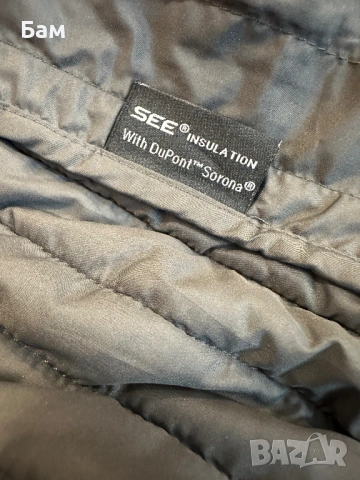 Бам
SEE® INSULATION
With DuPont™ Sorona®
BAZAR